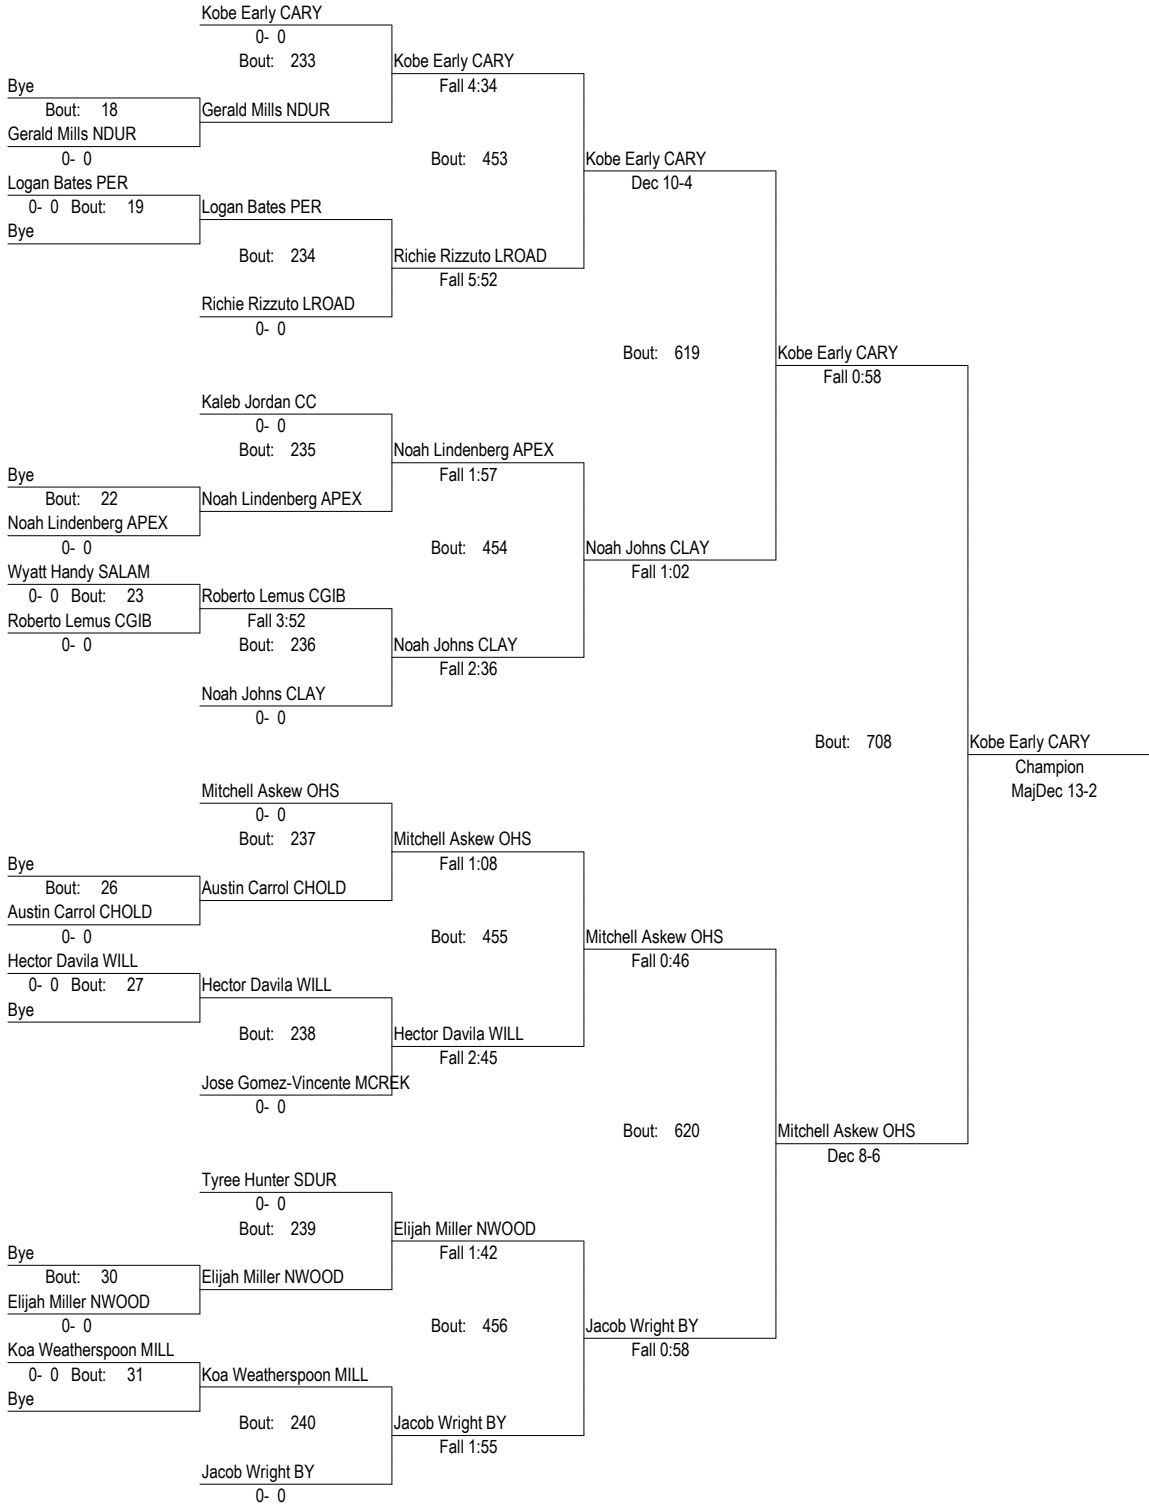 Kobe Early CARY
0- 0
Bout: 233
Kobe Early CARY
Fall 4:34
Bye
Bout: 18
Gerald Mills NDUR
Gerald Mills NDUR
0- 0
Bout: 453
Kobe Early CARY
Dec 10-4
Logan Bates PER
0- 0 Bout: 19
Logan Bates PER
Bye
Bout: 234
Richie Rizzuto LROAD
Fall 5:52
Richie Rizzuto LROAD
0- 0
Bout: 619
Kobe Early CARY
Fall 0:58
Kaleb Jordan CC
0- 0
Bout: 235
Noah Lindenberg APEX
Fall 1:57
Bye
Bout: 22
Noah Lindenberg APEX
Noah Lindenberg APEX
0- 0
Bout: 454
Noah Johns CLAY
Fall 1:02
Wyatt Handy SALAM
0- 0 Bout: 23
Roberto Lemus CGIB
Roberto Lemus CGIB
Fall 3:52
0- 0
Bout: 236
Noah Johns CLAY
Fall 2:36
Noah Johns CLAY
0- 0
Bout: 708
Kobe Early CARY
Champion
MajDec 13-2
Mitchell Askew OHS
0- 0
Bout: 237
Mitchell Askew OHS
Fall 1:08
Bye
Bout: 26
Austin Carrol CHOLD
Austin Carrol CHOLD
0- 0
Bout: 455
Mitchell Askew OHS
Fall 0:46
Hector Davila WILL
0- 0 Bout: 27
Hector Davila WILL
Bye
Bout: 238
Hector Davila WILL
Fall 2:45
Jose Gomez-Vincente MCREK
0- 0
Bout: 620
Mitchell Askew OHS
Dec 8-6
Tyree Hunter SDUR
0- 0
Bout: 239
Elijah Miller NWOOD
Fall 1:42
Bye
Bout: 30
Elijah Miller NWOOD
Elijah Miller NWOOD
0- 0
Bout: 456
Jacob Wright BY
Fall 0:58
Koa Weatherspoon MILL
0- 0 Bout: 31
Koa Weatherspoon MILL
Bye
Bout: 240
Jacob Wright BY
Fall 1:55
Jacob Wright BY
0- 0